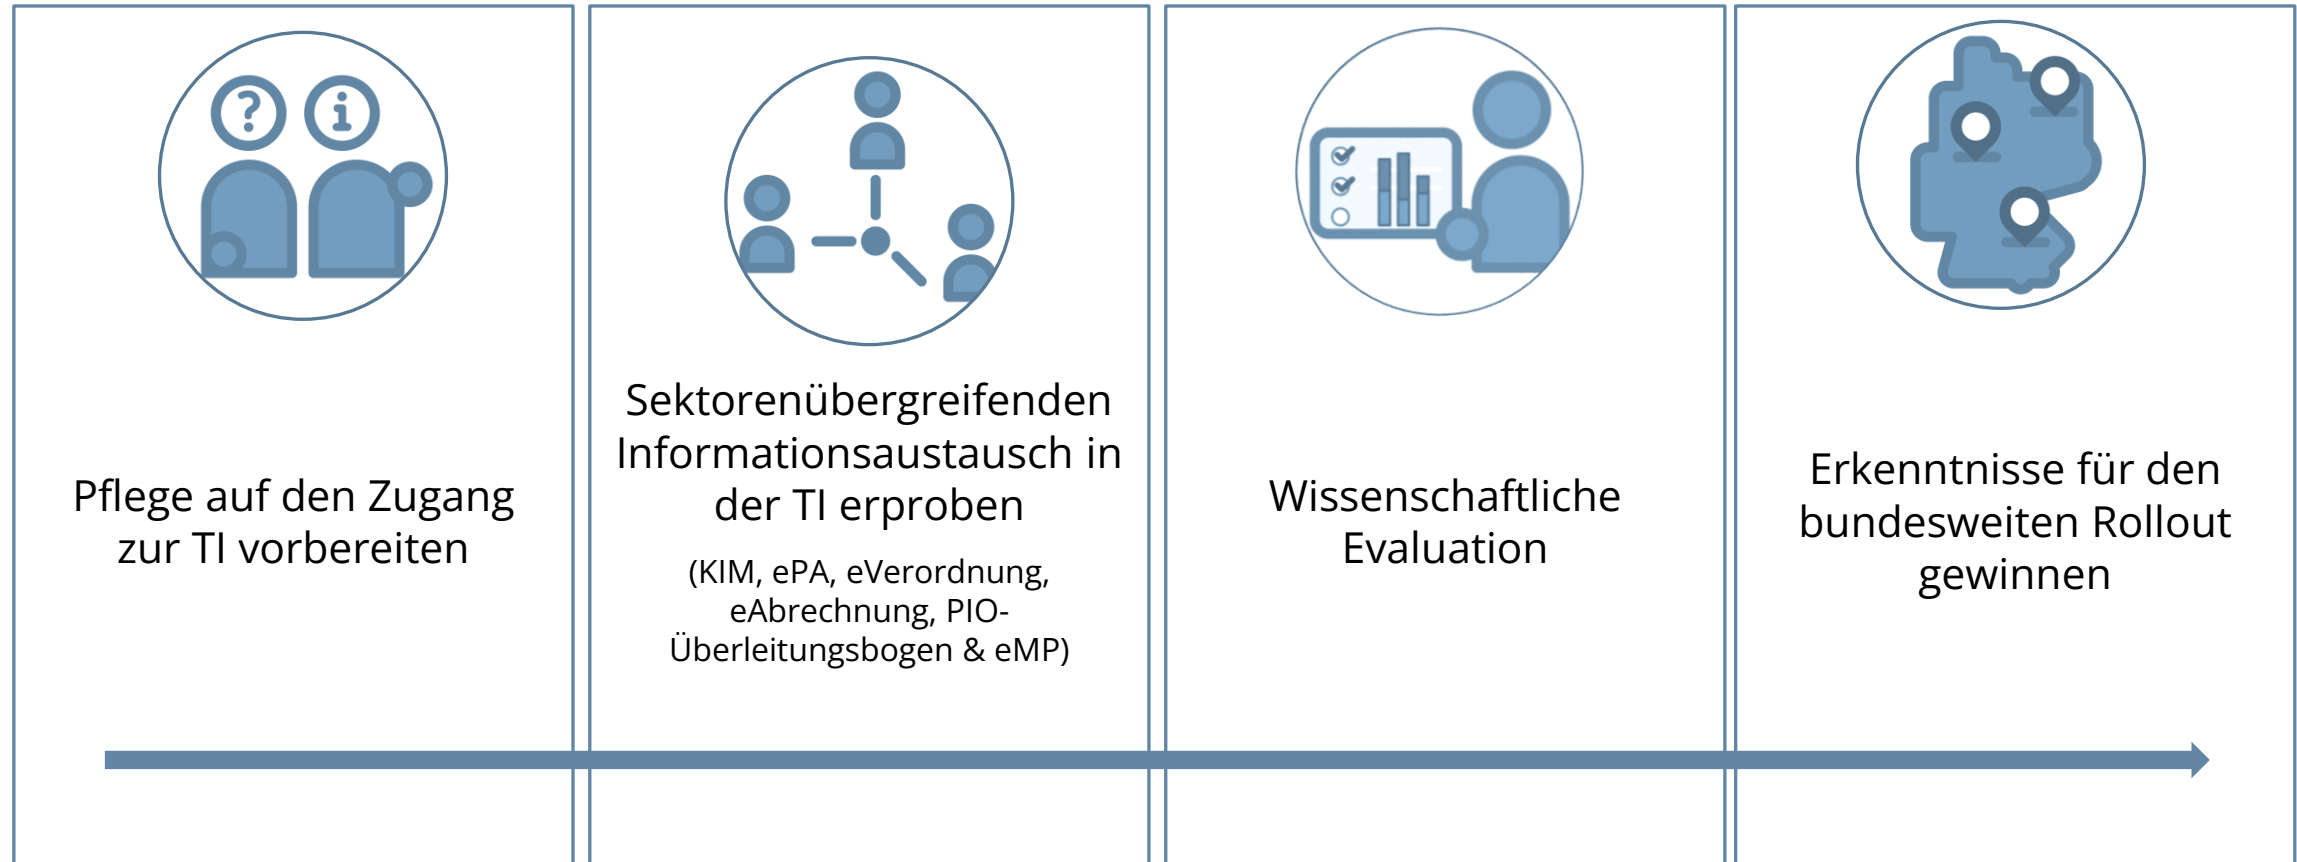 ?
i
Pflege auf den Zugang
zur TI vorbereiten
Sektorenübergreifenden
Informationsaustausch in
der TI erproben
(KIM, ePA, eVerordnung,
eAbrechnung, PIO-
Überleitungsbogen & eMP)
Wissenschaftliche
Evaluation
Erkenntnisse für den
bundesweiten Rollout
gewinnen